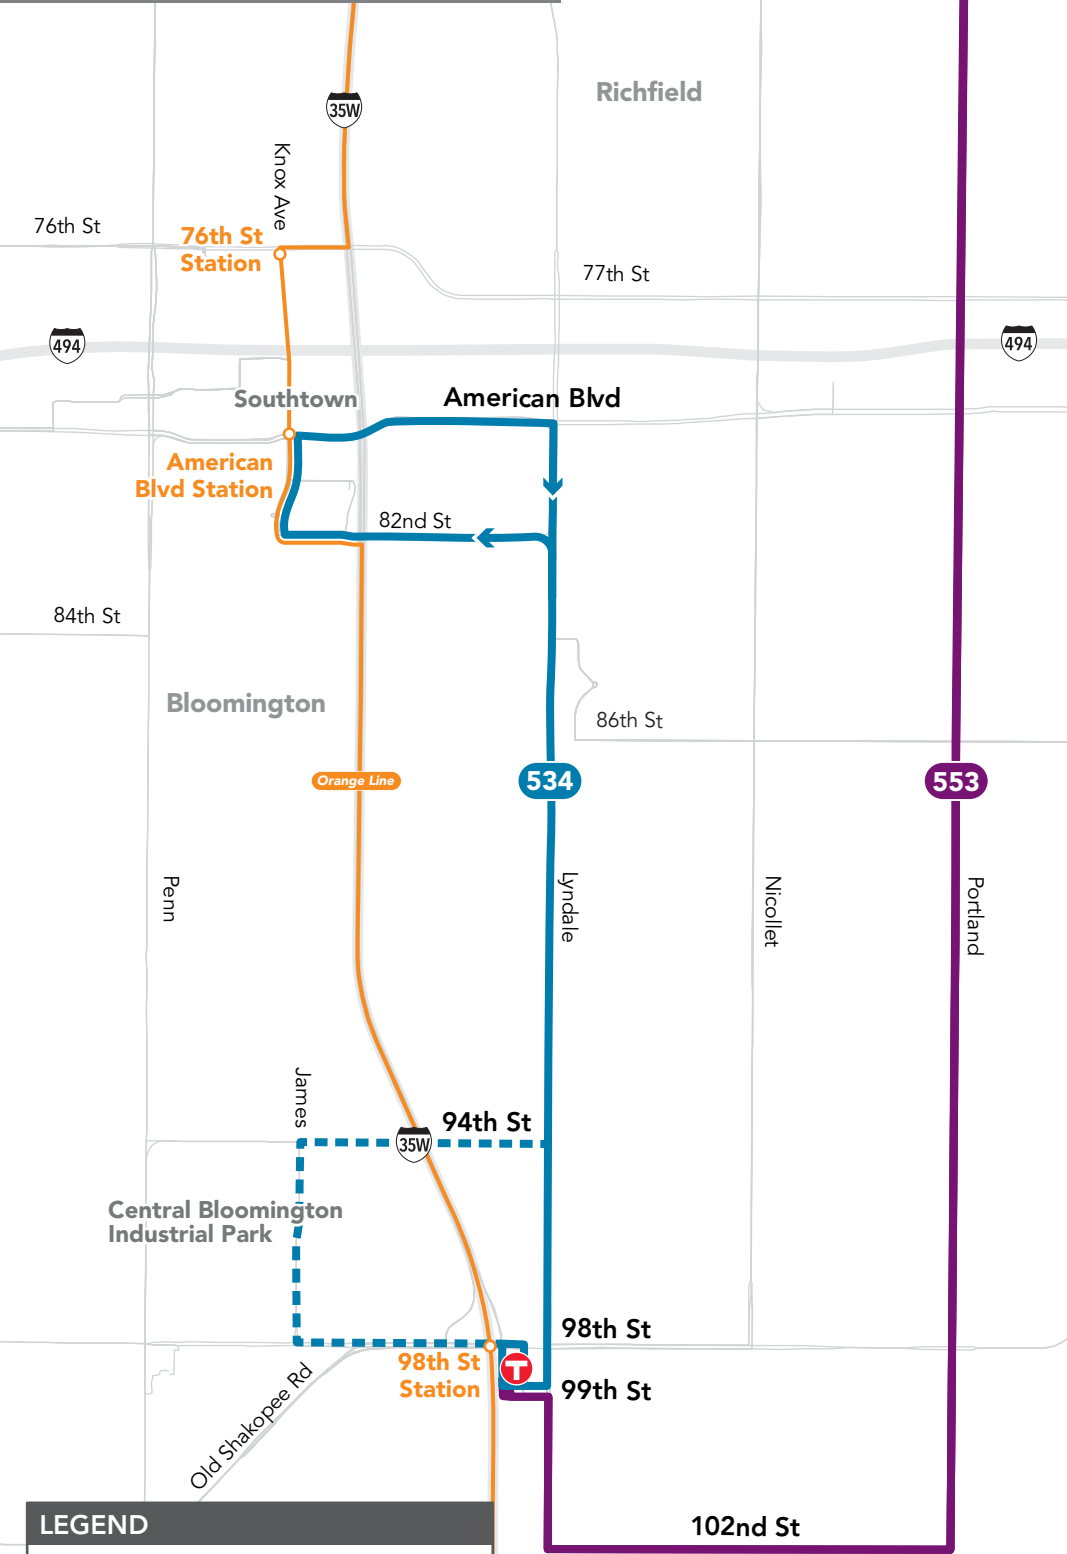 Richfield
35W
Knox Ave
76th St
76th St
Station
77th St
494
494
Southtown
American Blvd
American
Blvd Station
82nd St
84th St
Bloomington
86th St
Orange Line
534
553
Penn
Lyndale
Nicollet
Portland
James
94th St
35W
Central Bloomington
Industrial Park
98th St
98th St
Station
T
99th St
Old Shakopee Rd
LEGEND
102nd St